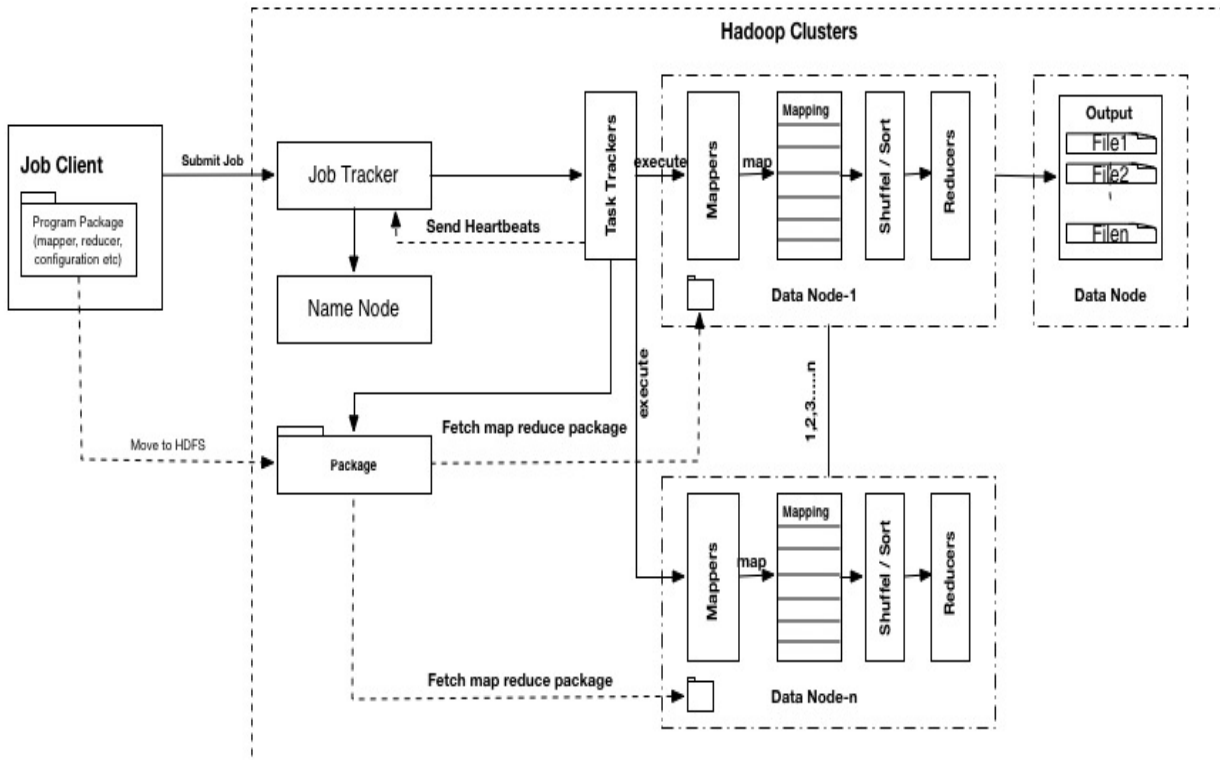 Hadoop Clusters
Job Client
Program Package
(mapper, reducer,
configuration etc)
Submit Job
Job Tracker
Send Heartbeats
Name Node
Task Trackers
execute
Mappers
map
Mapping
Shuffel / Sort
Reducers
Data Node-1
Output
File1
File2
Filen
Data Node
execute
1,2,3.....n
Move to HDFS
Package
Fetch map reduce package
Mappers
map
Mapping
Shuffel / Sort
Reducers
Data Node-n
Fetch map reduce package